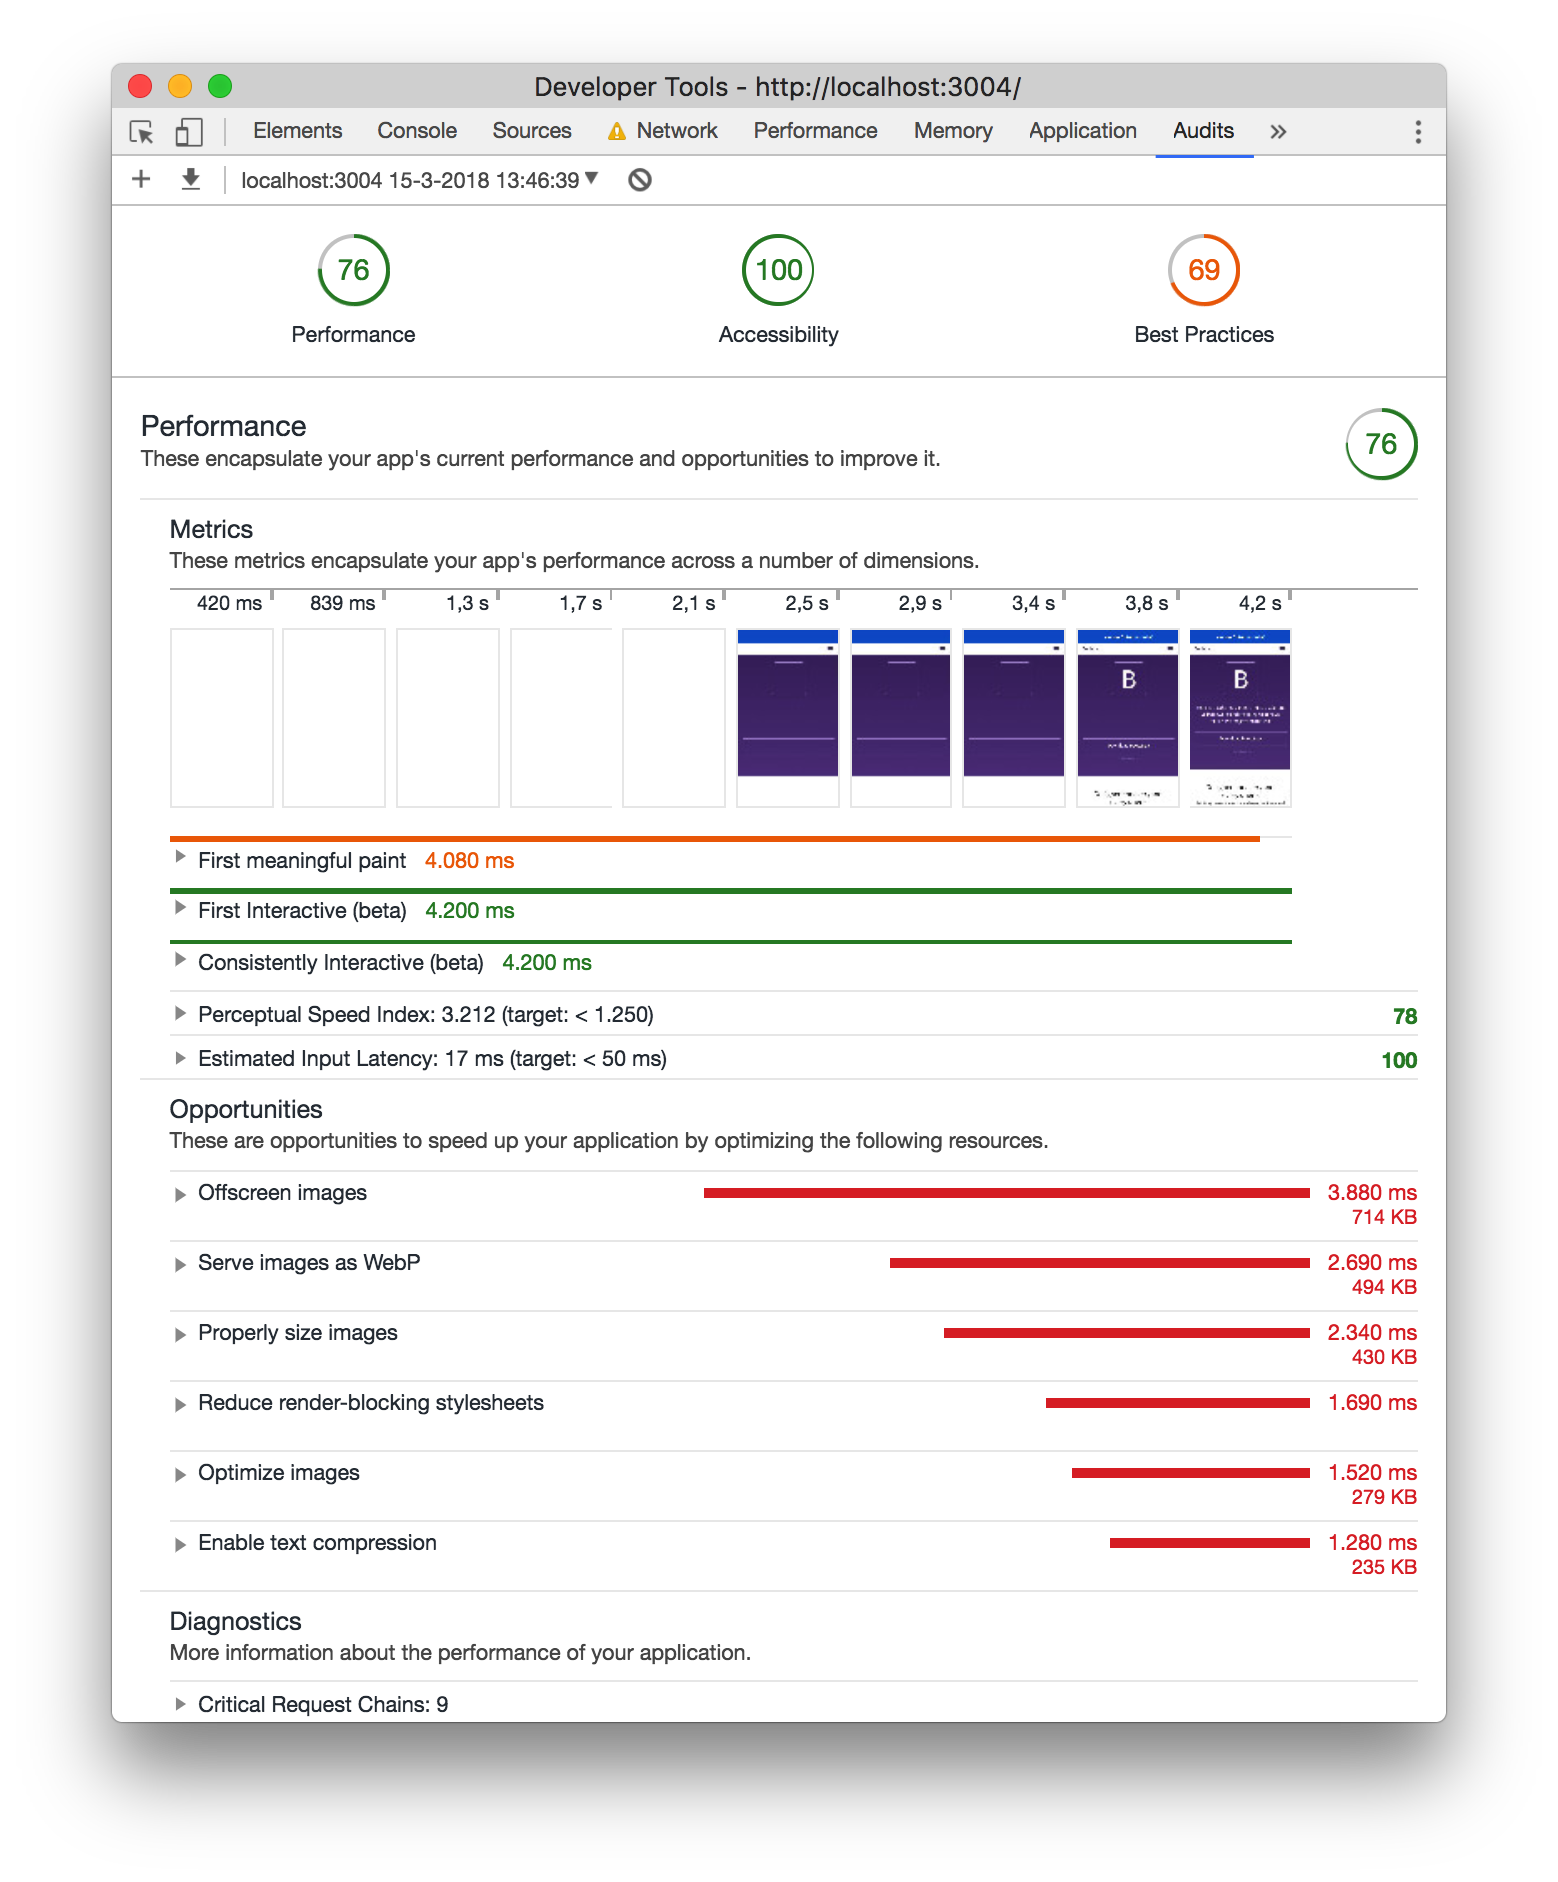 Developer Tools - http://localhost:3004/
Elements Console Sources Network Performance Memory Application Audits »
localhost:3004 15-3-2018 13:46:39
76 100 69
Performance Accessibility Best Practices
Performance
These encapsulate your app's current performance and opportunities to improve it.
76
Metrics
These metrics encapsulate your app's performance across a number of dimensions.
420 ms 839 ms 1,3 s 1,7 s 2,1 s 2,5 s 2,9 s 3,4 s 3,8 s 4,2 s
B B
First meaningful paint 4.080 ms
First Interactive (beta) 4.200 ms
Consistently Interactive (beta) 4.200 ms
Perceptual Speed Index: 3.212 (target: < 1.250) 78
Estimated Input Latency: 17 ms (target: < 50 ms) 100
Opportunities
These are opportunities to speed up your application by optimizing the following resources.
Offscreen images 3.880 ms
714 KB
Serve images as WebP 2.690 ms
494 KB
Properly size images 2.340 ms
430 KB
Reduce render-blocking stylesheets 1.690 ms
Optimize images 1.520 ms
279 KB
Enable text compression 1.280 ms
235 KB
Diagnostics
More information about the performance of your application.
Critical Request Chains: 9